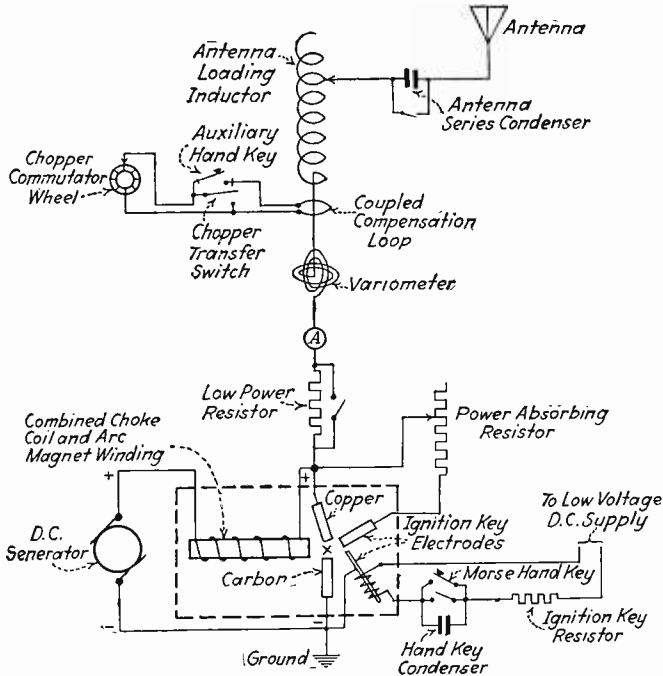 Antenna
Antenna
Loading
Inductor
Antenna
Series Condenser
Auxiliary
Hand Key
Chopper
Commutator
Wheel
Chopper
Transfer
Switch
Coupled
Compensation
Loop
Variometer
A
Low Power
Resistor
Power Absorbing
Resistor
Combined Choke
Coil and Arc
Magnet Winding
+
+
Copper
To Low Voltage
D.C. Supply
D.C.
Generator
Ignition Key
Electrodes
Carbon
Morse Hand Key
-
-
Ignition Key
Resistor
Hand Key
Condenser
Ground